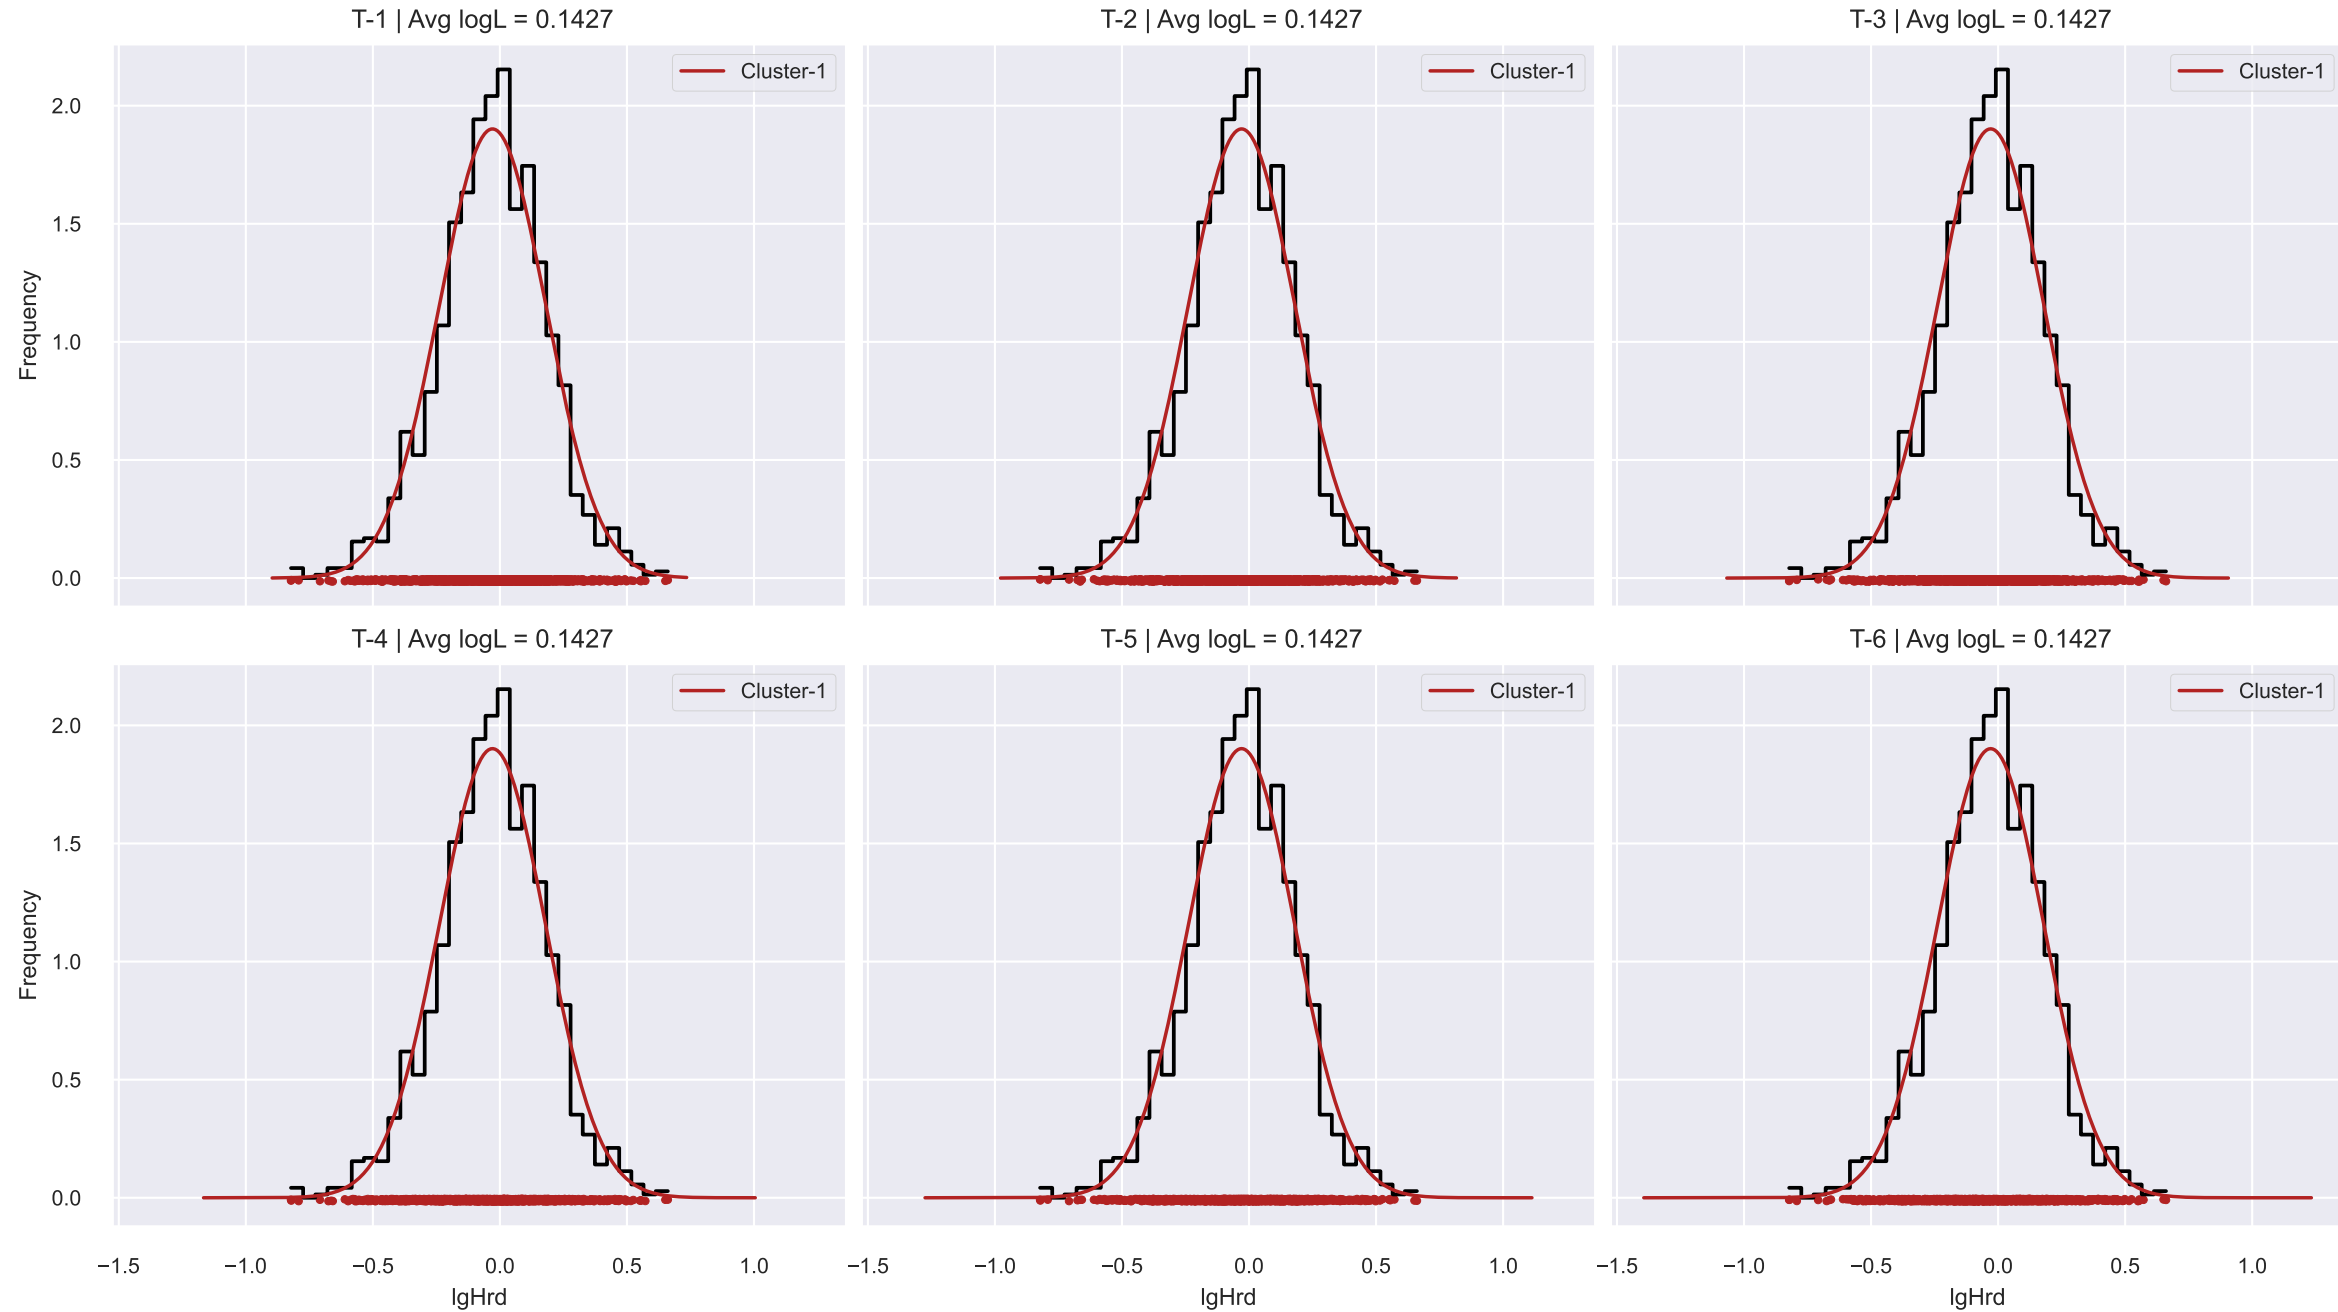 T-1 | Avg logL = 0.1427
T-2 | Avg logL = 0.1427
T-3 | Avg logL = 0.1427
Cluster-1
Cluster-1
Cluster-1
2.0
1.5
1.0
0.5
0.0
Frequency
T-4 | Avg logL = 0.1427
T-5 | Avg logL = 0.1427
T-6 | Avg logL = 0.1427
Cluster-1
Cluster-1
Cluster-1
2.0
1.5
1.0
0.5
0.0
Frequency
−1.5 −1.0 −0.5 0.0 0.5 1.0
−1.5 −1.0 −0.5 0.0 0.5 1.0
−1.5 −1.0 −0.5 0.0 0.5 1.0
lgHrd
lgHrd
lgHrd